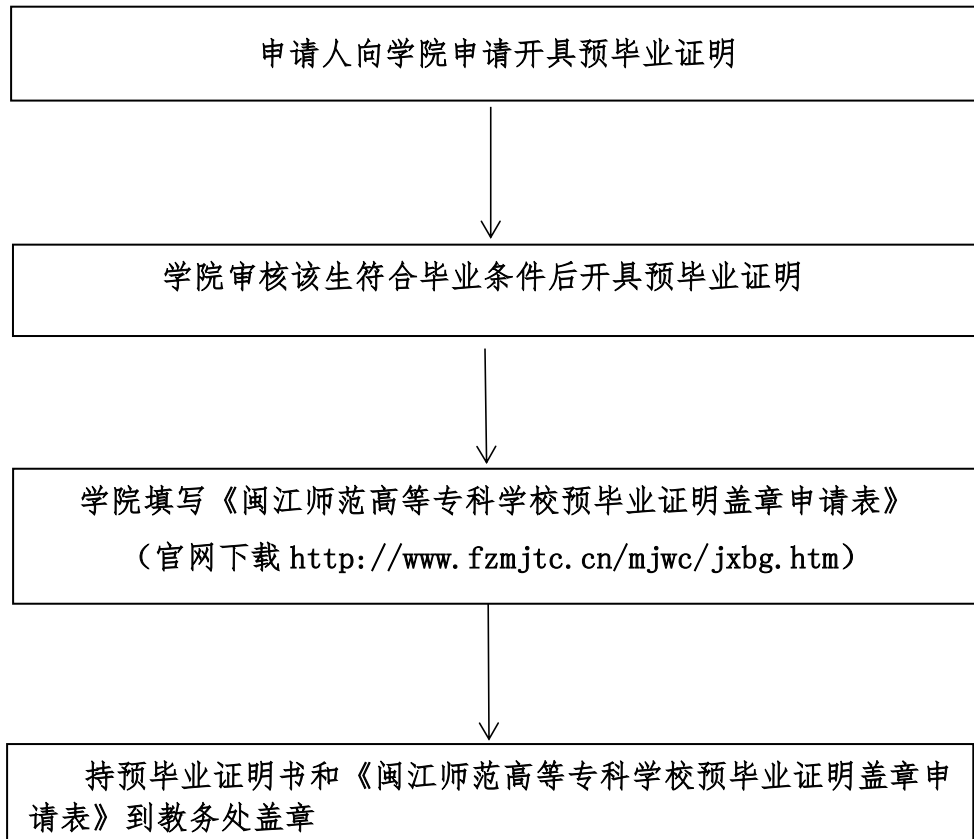 申请人向学院申请开具预毕业证明
学院审核该生符合毕业条件后开具预毕业证明
学院填写《闽江师范高等专科学校预毕业证明盖章申请表》
（官网下载http://www.fzmjtc.cn/mjwc/jxbg.htm）
持预毕业证明书和《闽江师范高等专科学校预毕业证明盖章申
请表》到教务处盖章